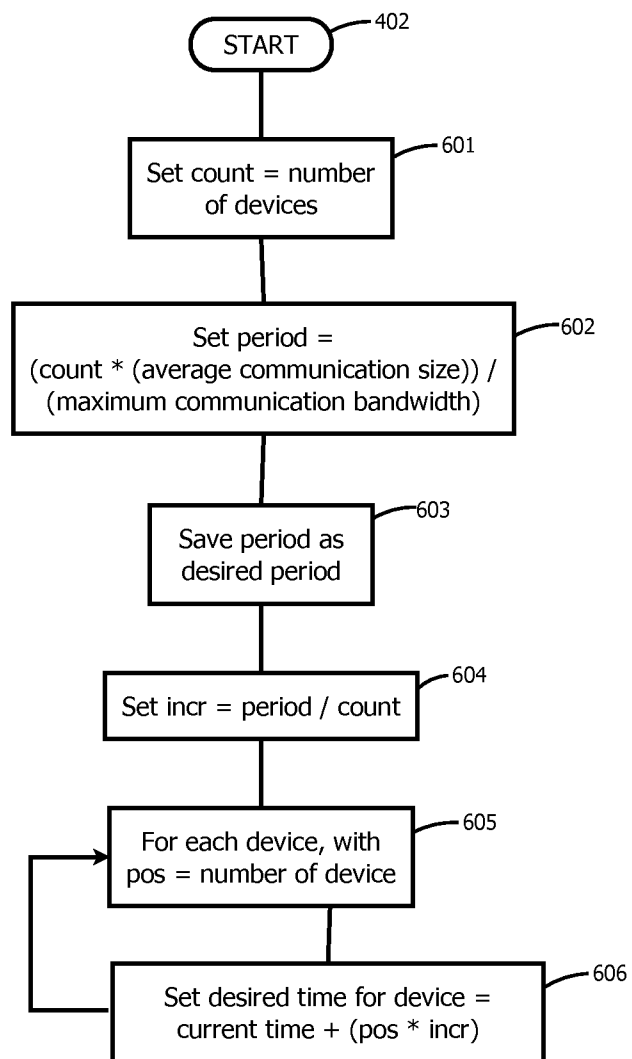 START
402
601
Set count = number
of devices
602
Set period =
(count * (average communication size)) /
(maximum communication bandwidth)
603
Save period as
desired period
604
Set incr = period / count
605
For each device, with
pos = number of device
606
Set desired time for device =
current time + (pos * incr)